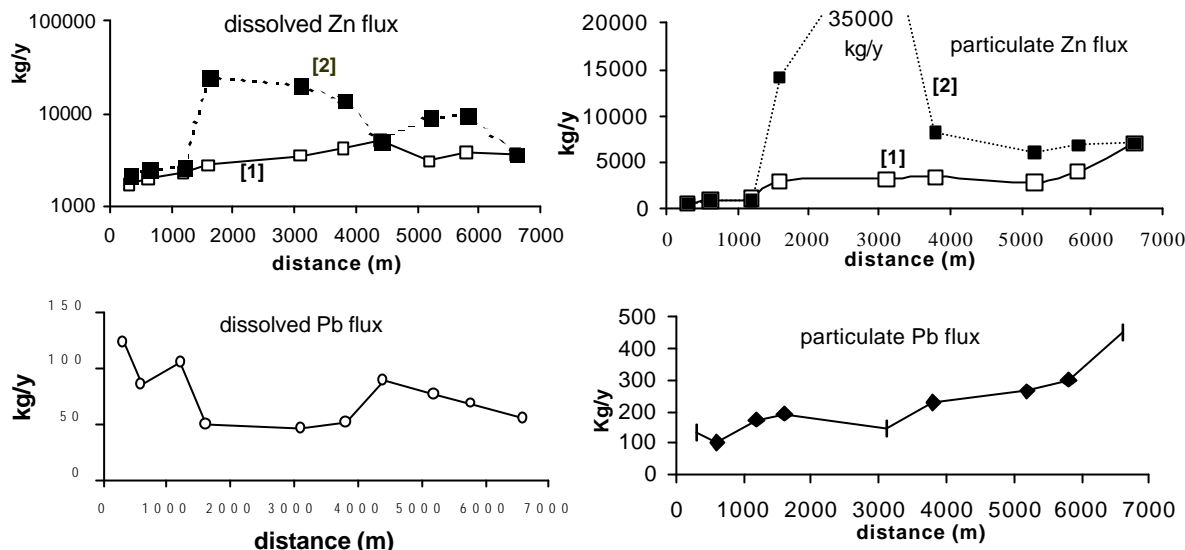 dissolved Zn flux
kg/y
100000
10000
1000
[2]
[1]
0 1000 2000 3000 4000 5000 6000 7000
distance (m)
particulate Zn flux
kg/y
20000
15000
10000
5000
0
35000
kg/y
[2]
[1]
0 1000 2000 3000 4000 5000 6000 7000
distance (m)
dissolved Pb flux
kg/y
150
100
50
0
0 1000 2000 3000 4000 5000 6000 7000
distance (m)
particulate Pb flux
Kg/y
500
400
300
200
100
0
0 1000 2000 3000 4000 5000 6000 7000
distance (m)